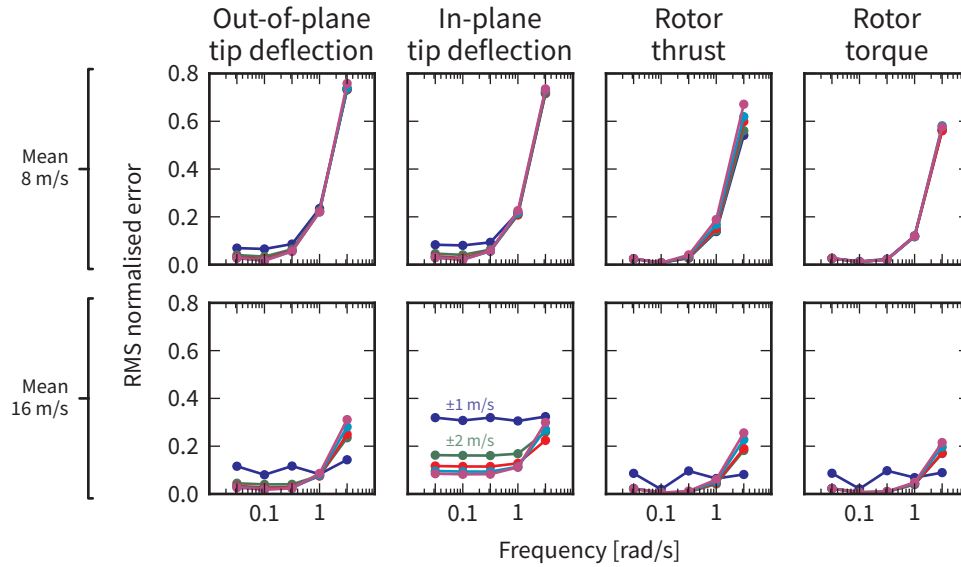 Out-of-plane
tip deflection
In-plane
tip deflection
Rotor
thrust
Rotor
torque
Mean
8 m/s
Mean
16 m/s
RMS normalised error
0.8
0.6
0.4
0.2
0.0
0.8
0.6
0.4
0.2
0.0
±1 m/s
±2 m/s
0.1 1
0.1 1
0.1 1
0.1 1
Frequency [rad/s]